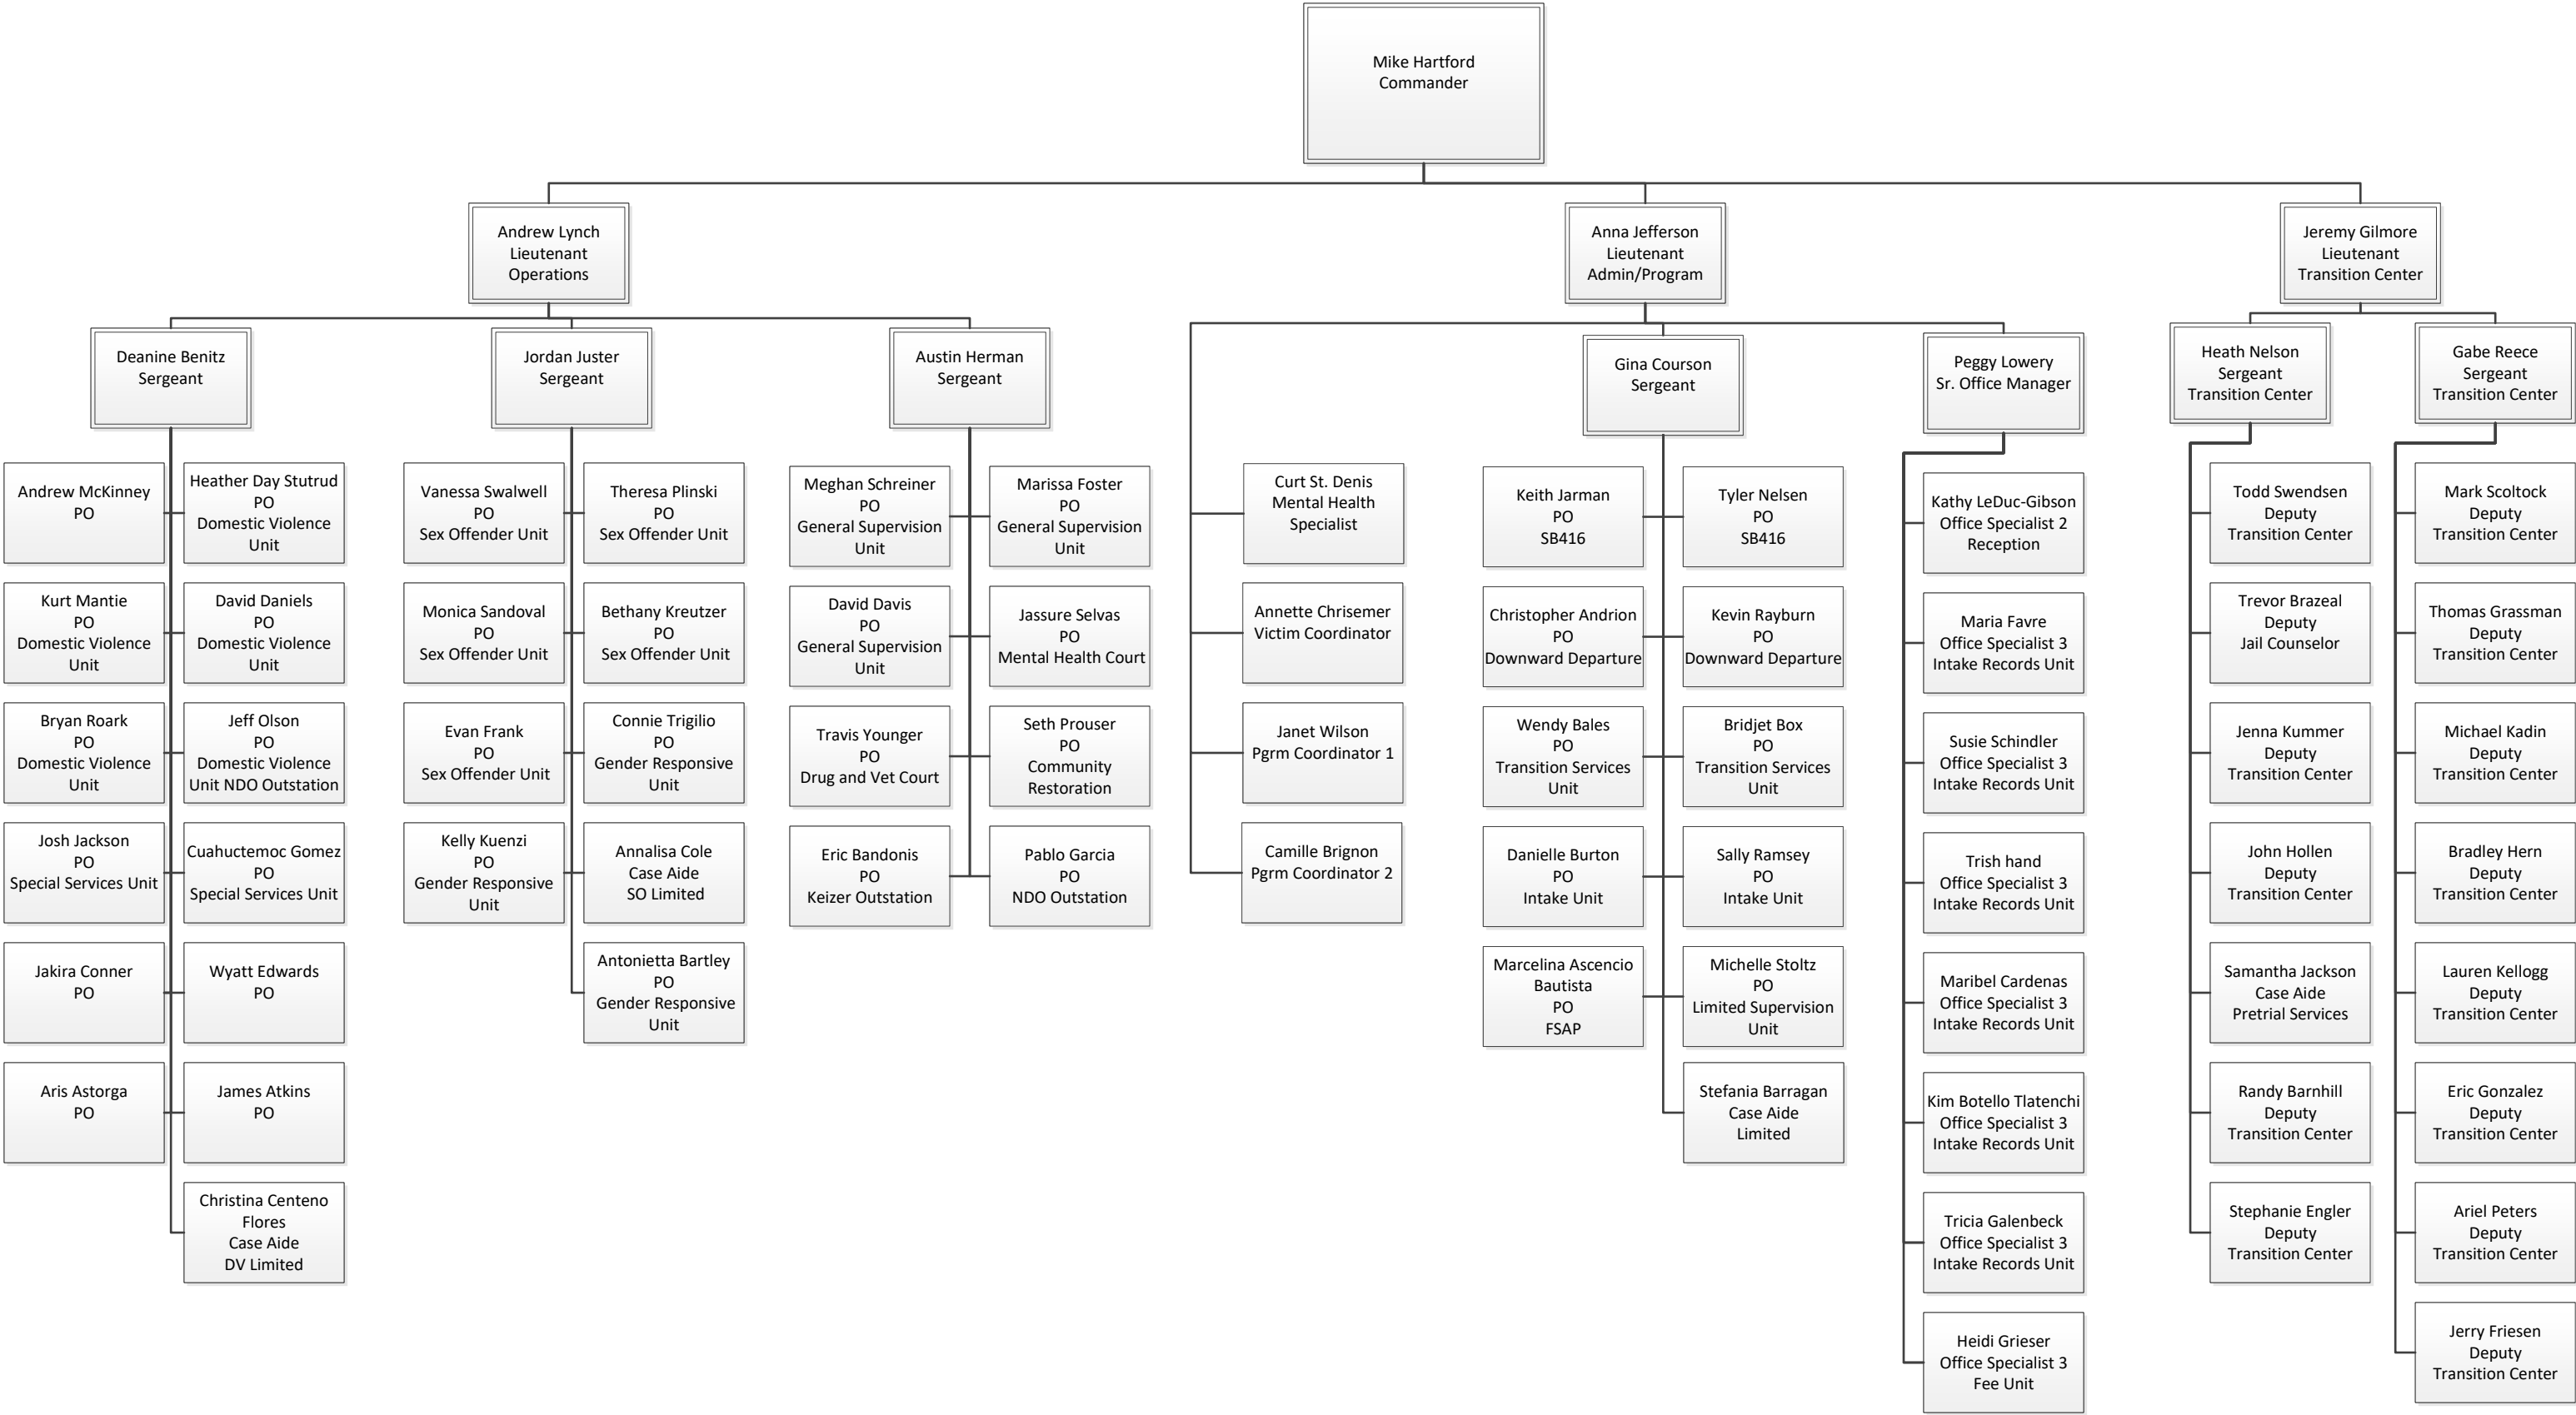 Mike Hartford
Commander
Andrew Lynch
Lieutenant
Operations
Anna Jefferson
Lieutenant
Admin/Program
Jeremy Gilmore
Lieutenant
Transition Center
Deanine Benitz
Sergeant
Jordan Juster
Sergeant
Austin Herman
Sergeant
Gina Courson
Sergeant
Peggy Lowery
Sr. Office Manager
Heath Nelson
Sergeant
Transition Center
Gabe Reece
Sergeant
Transition Center
Andrew McKinney
PO
Heather Day Stutrud
PO
Domestic Violence
Unit
Kurt Mantie
PO
Domestic Violence
Unit
David Daniels
PO
Domestic Violence
Unit
Bryan Roark
PO
Domestic Violence
Unit
Jeff Olson
PO
Domestic Violence
Unit NDO Outstation
Josh Jackson
PO
Special Services Unit
Cuahuctemoc Gomez
PO
Special Services Unit
Jakira Conner
PO
Wyatt Edwards
PO
Aris Astorga
PO
James Atkins
PO
Christina Centeno
Flores
Case Aide
DV Limited
Vanessa Swalwell
PO
Sex Offender Unit
Theresa Plinski
PO
Sex Offender Unit
Monica Sandoval
PO
Sex Offender Unit
Bethany Kreutzer
PO
Sex Offender Unit
Evan Frank
PO
Sex Offender Unit
Connie Trigilio
PO
Gender Responsive
Unit
Kelly Kuenzi
PO
Gender Responsive
Unit
Annalisa Cole
Case Aide
SO Limited
Antonietta Bartley
PO
Gender Responsive
Unit
Meghan Schreiner
PO
General Supervision
Unit
Marissa Foster
PO
General Supervision
Unit
David Davis
PO
General Supervision
Unit
Jassure Selvas
PO
Mental Health Court
Travis Younger
PO
Drug and Vet Court
Seth Prouser
PO
Community
Restoration
Eric Bandonis
PO
Keizer Outstation
Pablo Garcia
PO
NDO Outstation
Curt St. Denis
Mental Health
Specialist
Annette Chrisemer
Victim Coordinator
Janet Wilson
Pgrm Coordinator 1
Camille Brignon
Pgrm Coordinator 2
Keith Jarman
PO
SB416
Tyler Nelsen
PO
SB416
Christopher Andrion
PO
Downward Departure
Kevin Rayburn
PO
Downward Departure
Wendy Bales
PO
Transition Services
Unit
Bridjet Box
PO
Transition Services
Unit
Danielle Burton
PO
Intake Unit
Sally Ramsey
PO
Intake Unit
Marcelina Ascencio
Bautista
PO
FSAP
Michelle Stoltz
PO
Limited Supervision
Unit
Stefania Barragan
Case Aide
Limited
Kathy LeDuc-Gibson
Office Specialist 2
Reception
Maria Favre
Office Specialist 3
Intake Records Unit
Susie Schindler
Office Specialist 3
Intake Records Unit
Trish hand
Office Specialist 3
Intake Records Unit
Maribel Cardenas
Office Specialist 3
Intake Records Unit
Kim Botello Tlatenchi
Office Specialist 3
Intake Records Unit
Tricia Galenbeck
Office Specialist 3
Intake Records Unit
Heidi Grieser
Office Specialist 3
Fee Unit
Todd Swendsen
Deputy
Transition Center
Trevor Brazeal
Deputy
Jail Counselor
Jenna Kummer
Deputy
Transition Center
John Hollen
Deputy
Transition Center
Samantha Jackson
Case Aide
Pretrial Services
Randy Barnhill
Deputy
Transition Center
Stephanie Engler
Deputy
Transition Center
Mark Scoltock
Deputy
Transition Center
Thomas Grassman
Deputy
Transition Center
Michael Kadin
Deputy
Transition Center
Bradley Hern
Deputy
Transition Center
Lauren Kellogg
Deputy
Transition Center
Eric Gonzalez
Deputy
Transition Center
Ariel Peters
Deputy
Transition Center
Jerry Friesen
Deputy
Transition Center